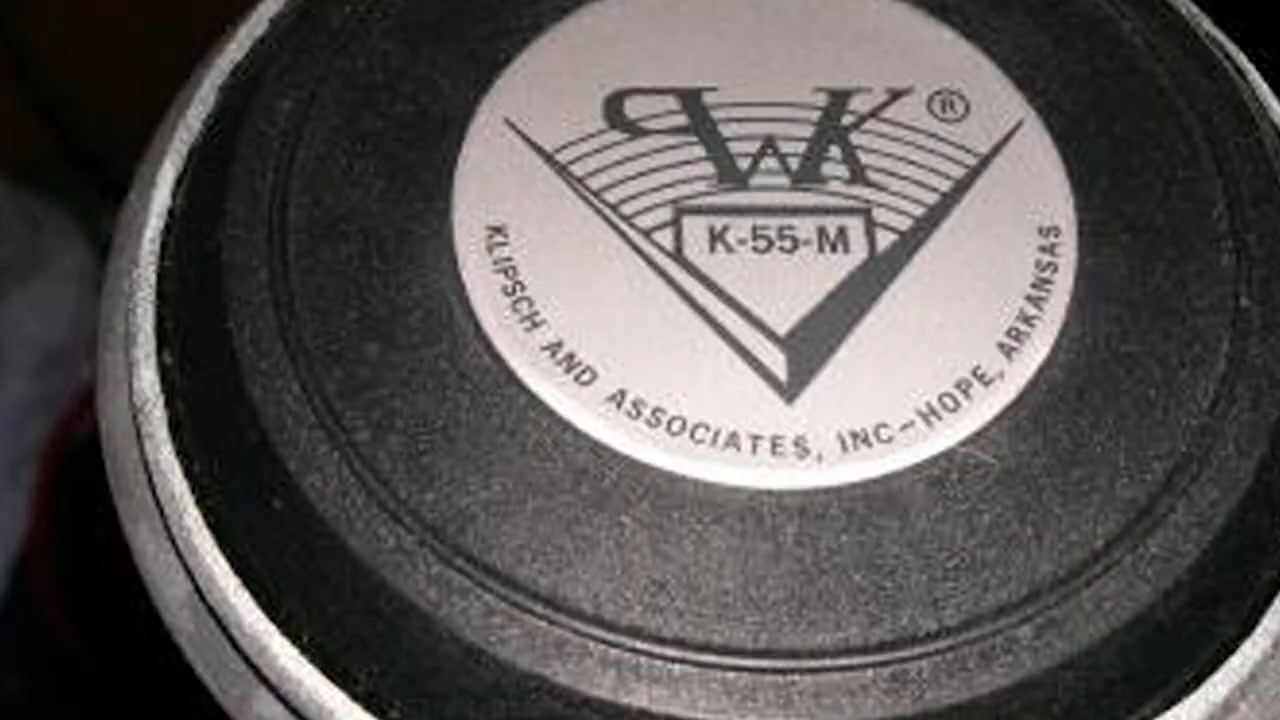 PWK ®
K-55-M
KLIPSCH AND ASSOCIATES, INC-HOPE, ARKANSAS